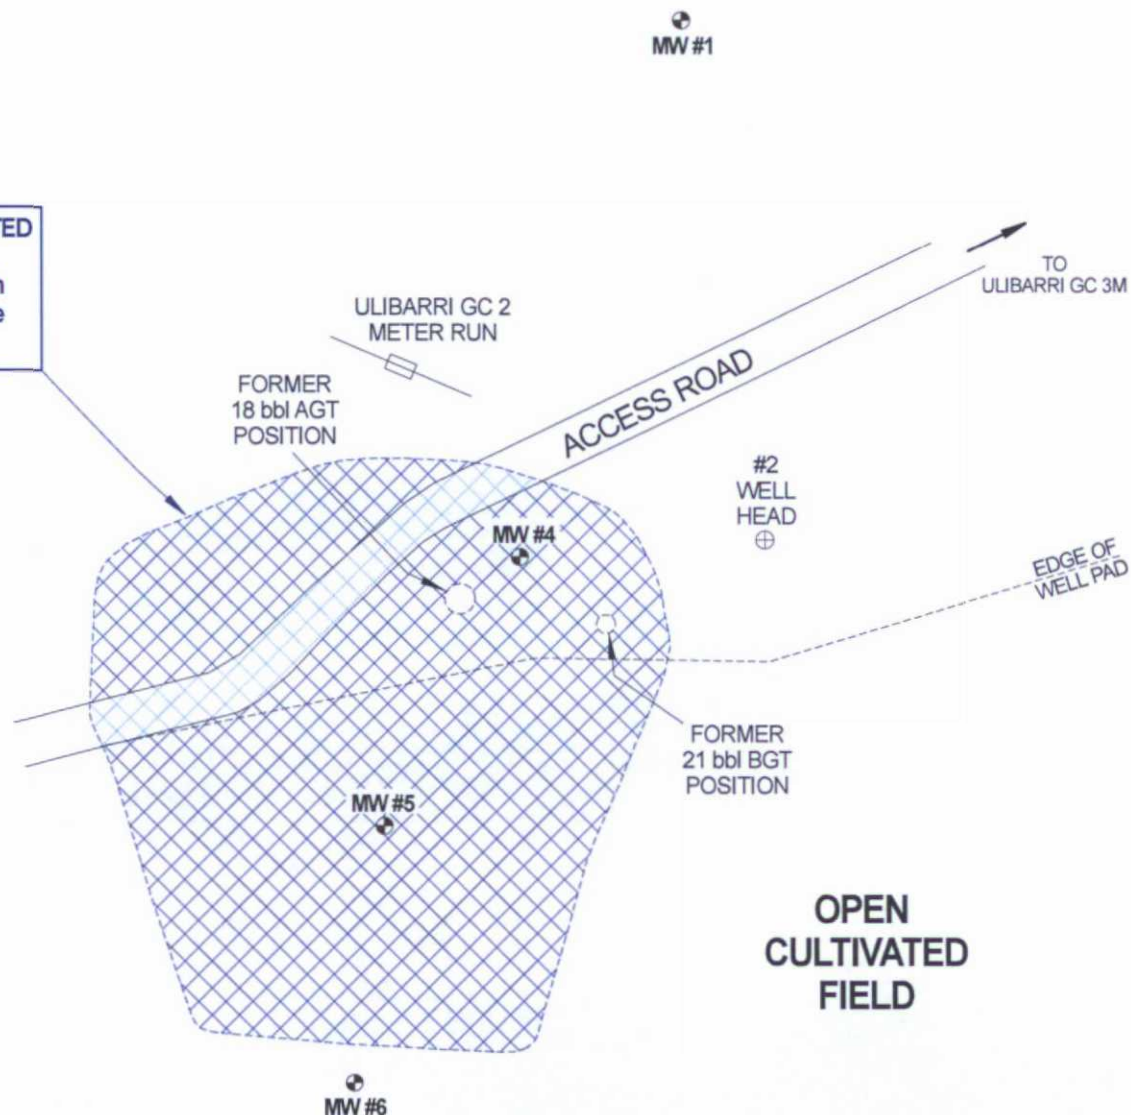 MW #1
TO
ULIBARRI GC 3M
ULIBARRI GC 2
METER RUN
FORMER
18 bbl AGT
POSITION
ACCESS ROAD
#2
WELL
HEAD
MW #4
EDGE OF
WELL PAD
FORMER
21 bbl BGT
POSITION
MW #5
OPEN
CULTIVATED
FIELD
MW #6